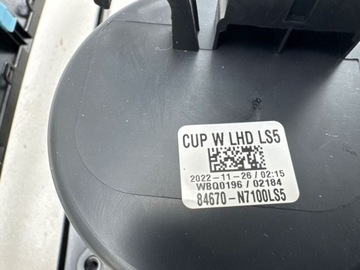 CUP W LHD LS5
2022-11-26 / 02:15
WBQ0196 / 02184
84670-N7100LS5